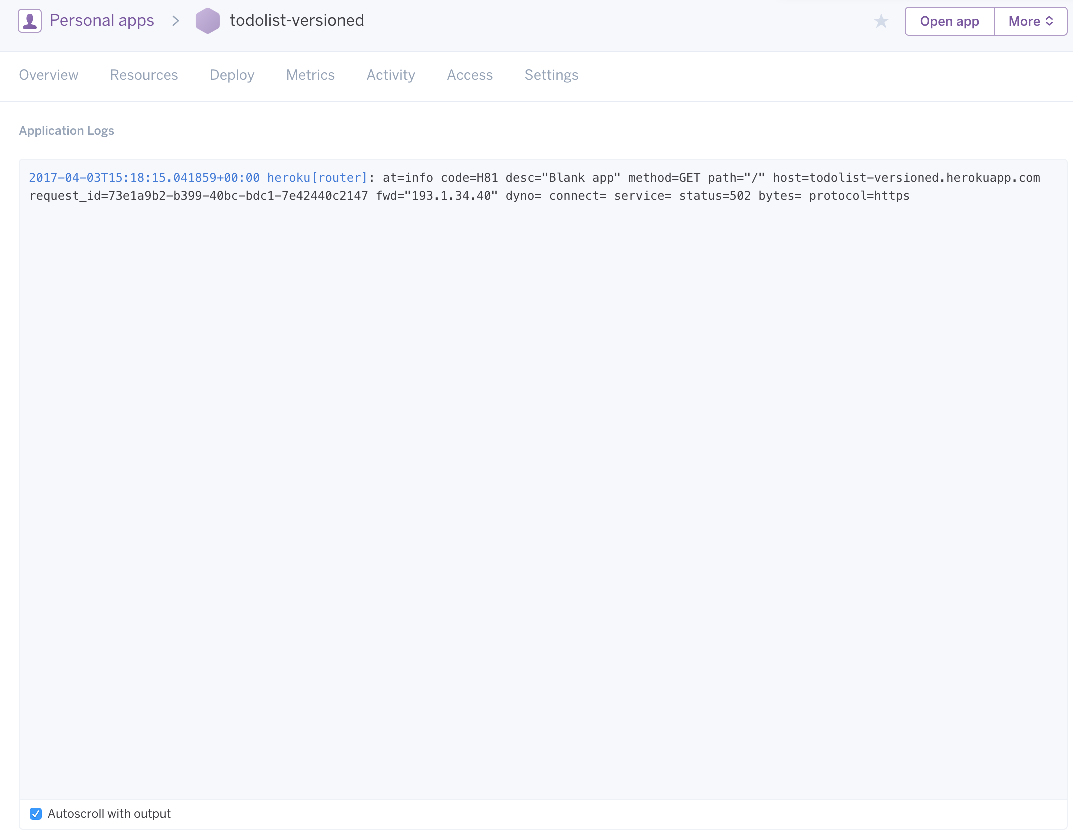 Personal apps > todolist-versioned
Open app More
Overview Resources Deploy Metrics Activity Access Settings
Application Logs
2017-04-03T15:18:15.041859+00:00 heroku[router]: at=info code=H81 desc="Blank app" method=GET path="/" host=todolist-versioned.herokuapp.com
request_id=73e1a9b2-b399-40bc-bdc1-7e42440c2147 fwd="193.1.34.40" dyno= connect= service= status=502 bytes= protocol=https
Autoscroll with output